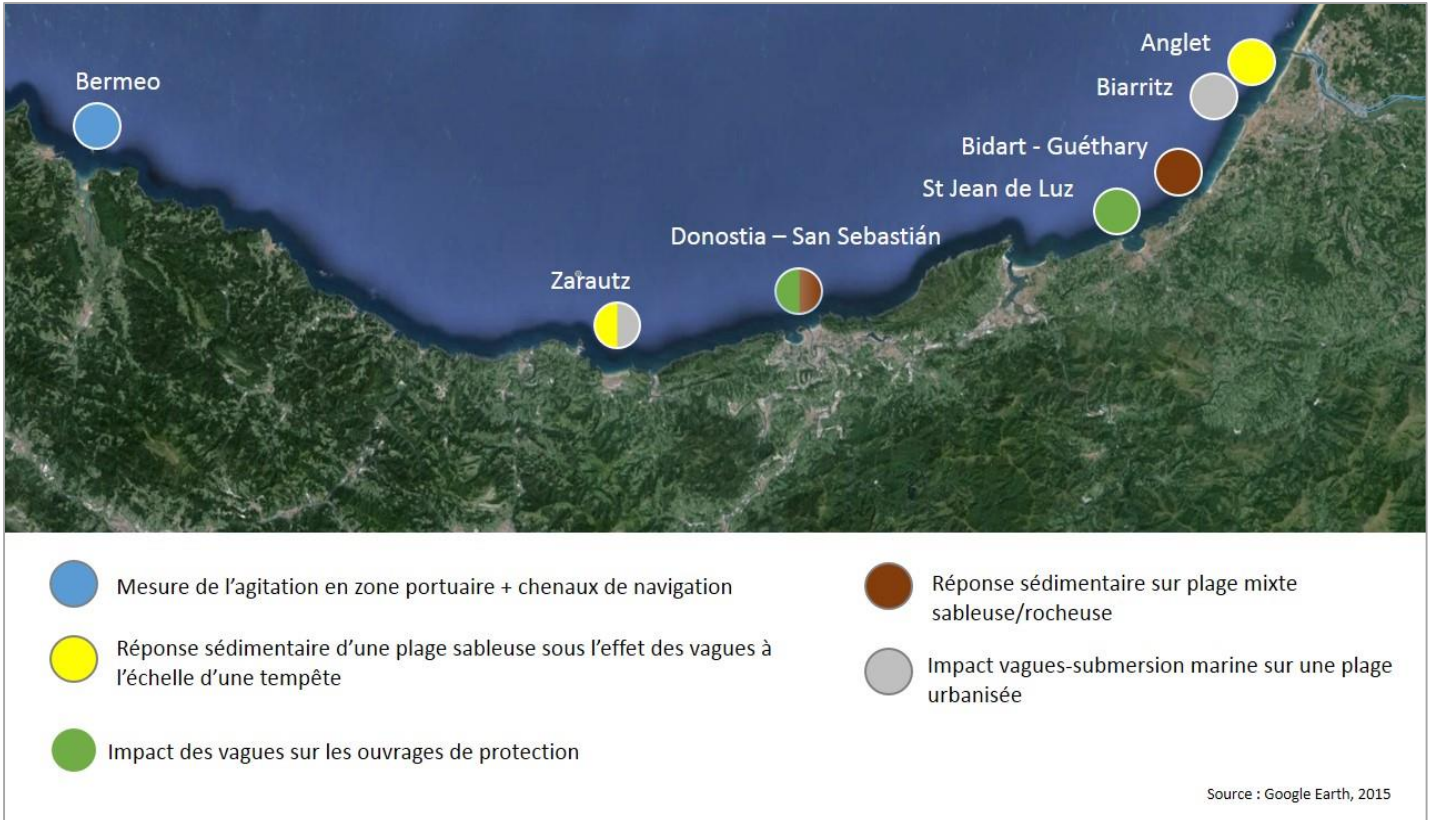 Bermeo
Anglet
Biarritz
Bidart - Guéthary
St Jean de Luz
Donostia – San Sebastián
Zarautz
Mesure de l'agitation en zone portuaire + chenaux de navigation
Réponse sédimentaire d'une plage sableuse sous l'effet des vagues à
l'échelle d'une tempête
Impact des vagues sur les ouvrages de protection
Réponse sédimentaire sur plage mixte
sableuse/rocheuse
Impact vagues-submersion marine sur une plage
urbanisée
Source : Google Earth, 2015